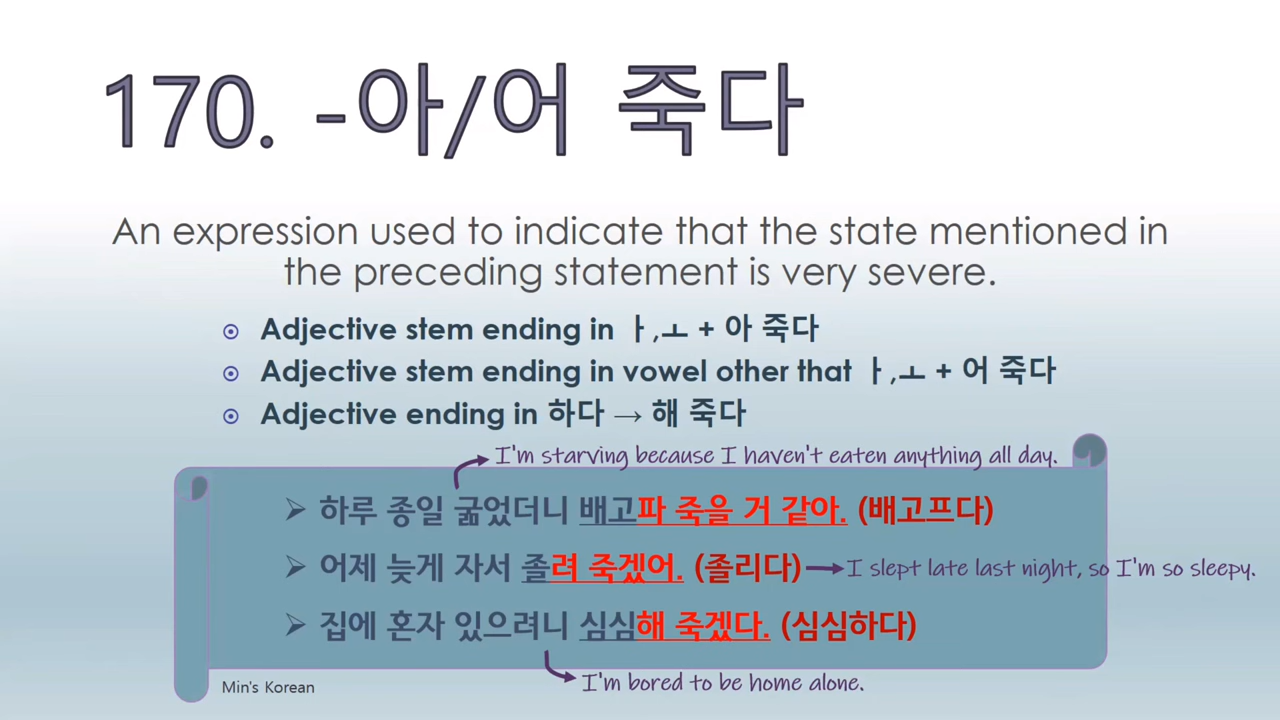 170. -아/어 죽다
An expression used to indicate that the state mentioned in
the preceding statement is very severe.
Adjective stem ending in ㅏ,ㅗ + 아 죽다
Adjective stem ending in vowel other that ㅏ,ㅗ + 어 죽다
Adjective ending in 하다 → 해 죽다
I'm starving because I haven't eaten anything all day.
하루 종일 굶었더니 배고파 죽을 거 같아. (배고프다)
어제 늦게 자서 졸려 죽겠어. (졸리다) I slept late last night, so I'm so sleepy.
집에 혼자 있으려니 심심해 죽겠다. (심심하다)
I'm bored to be home alone.
Min's Korean